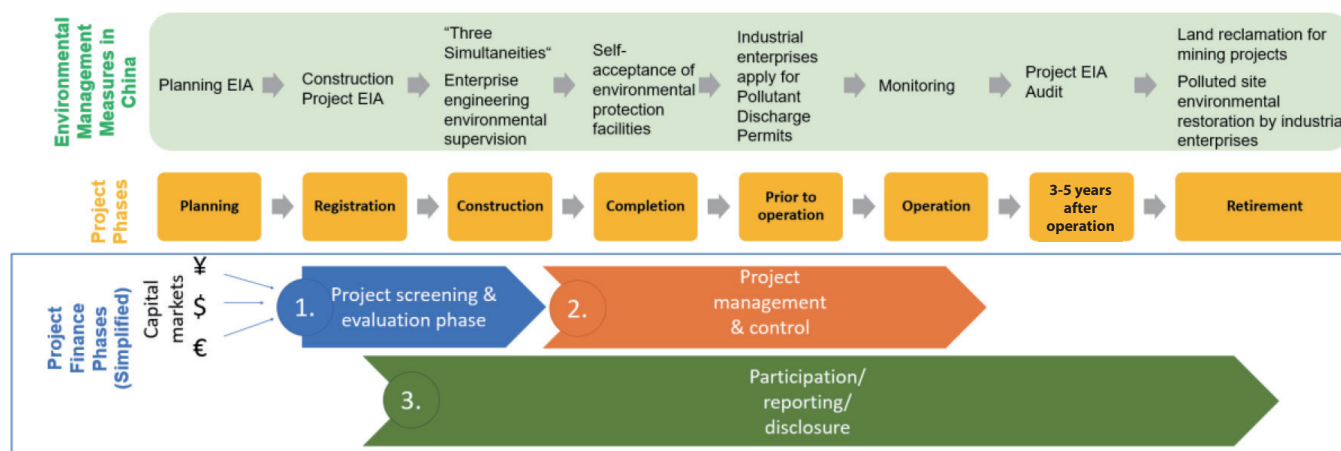 Environmental
Management
Measures in
China
Planning EIA
Construction
Project EIA
“Three
Simultaneities“
Enterprise
engineering
environmental
supervision
Self-
acceptance of
environmental
protection
facilities
Industrial
enterprises
apply for
Pollutant
Discharge
Permits
Monitoring
Project EIA
Audit
Land reclamation for
mining projects
Polluted site
environmental
restoration by industrial
enterprises
Project
Phases
Planning
Registration
Construction
Completion
Prior to
operation
Operation
3-5 years
after
operation
Retirement
Project
Finance
Phases
(Simplified)
Capital
markets
¥
$
€
1.
Project screening &
evaluation phase
2.
Project
management
& control
3.
Participation/
reporting/
disclosure